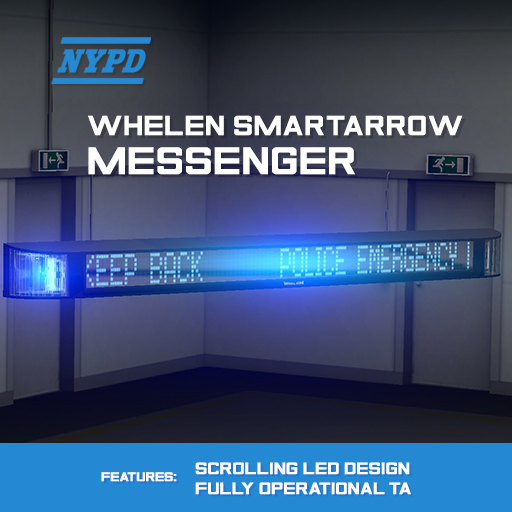 NYPD
WHELEN SMARTARROW
MESSENGER
KEEP BACK POLICE EMERGENCY
FEATURES: SCROLLING LED DESIGN
FULLY OPERATIONAL TA